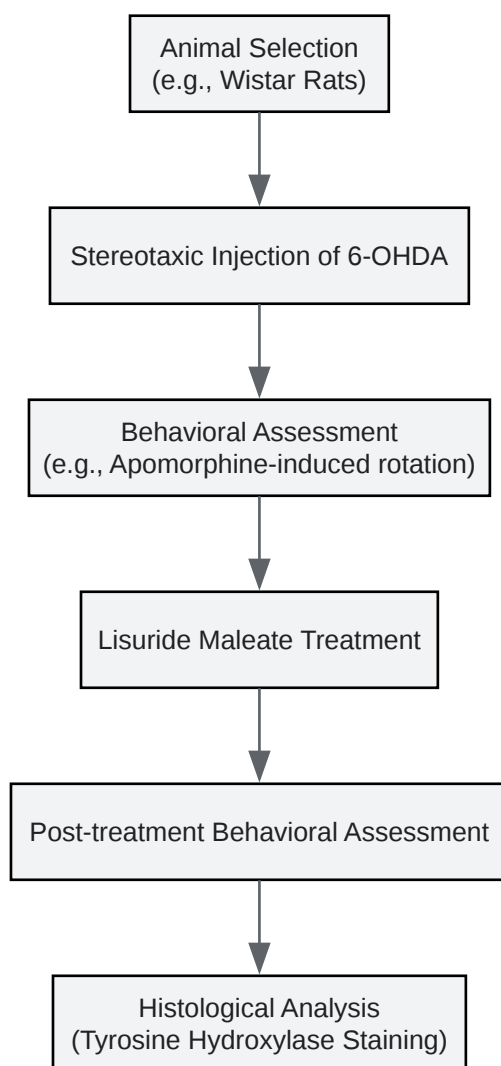 Animal Selection
(e.g., Wistar Rats)
Stereotaxic Injection of 6-OHDA
Behavioral Assessment
(e.g., Apomorphine-induced rotation)
Lisuride Maleate Treatment
Post-treatment Behavioral Assessment
Histological Analysis
(Tyrosine Hydroxylase Staining)